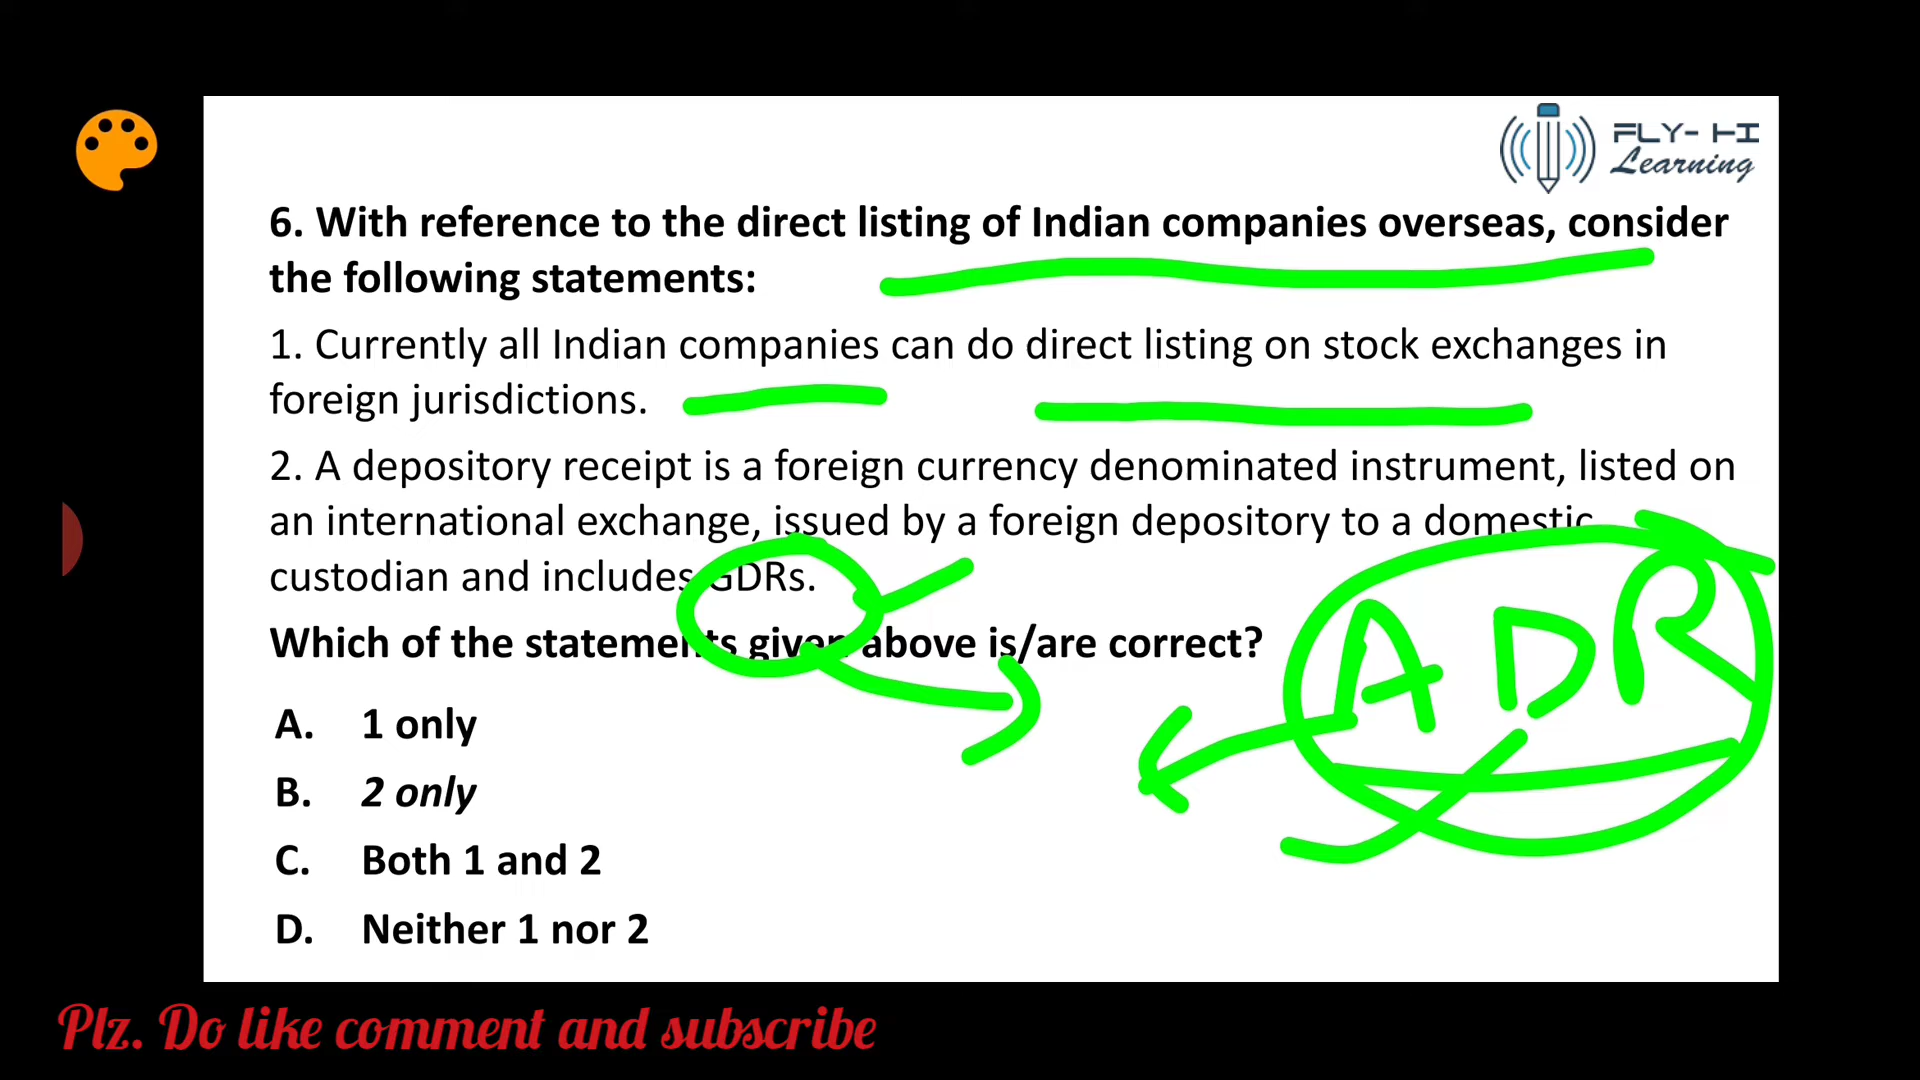 FLY-HI
Learning
6. With reference to the direct listing of Indian companies overseas, consider
the following statements:
1. Currently all Indian companies can do direct listing on stock exchanges in
foreign jurisdictions.
2. A depository receipt is a foreign currency denominated instrument, listed on
an international exchange, issued by a foreign depository to a domestic
custodian and includes GDRs.
Which of the statements given above is/are correct?
ADR
A. 1 only
B. 2 only
C. Both 1 and 2
D. Neither 1 nor 2
Plz. Do like comment and subscribe